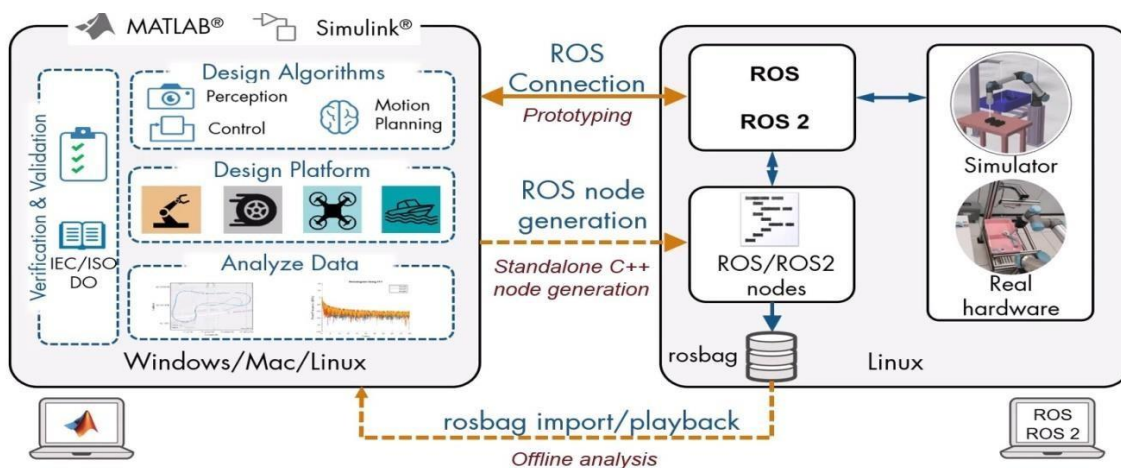 MATLAB®
Simulink®
Verification & Validation
IEC/ISO
DO
Design Algorithms
Perception
Control
Motion
Planning
Design Platform
Analyze Data
Windows/Mac/Linux
ROS
Connection
Prototyping
ROS node
generation
Standalone C++
node generation
ROS
ROS 2
ROS/ROS2
nodes
rosbag
Simulator
Real
hardware
Linux
rosbag import/playback
Offline analysis
ROS
ROS 2